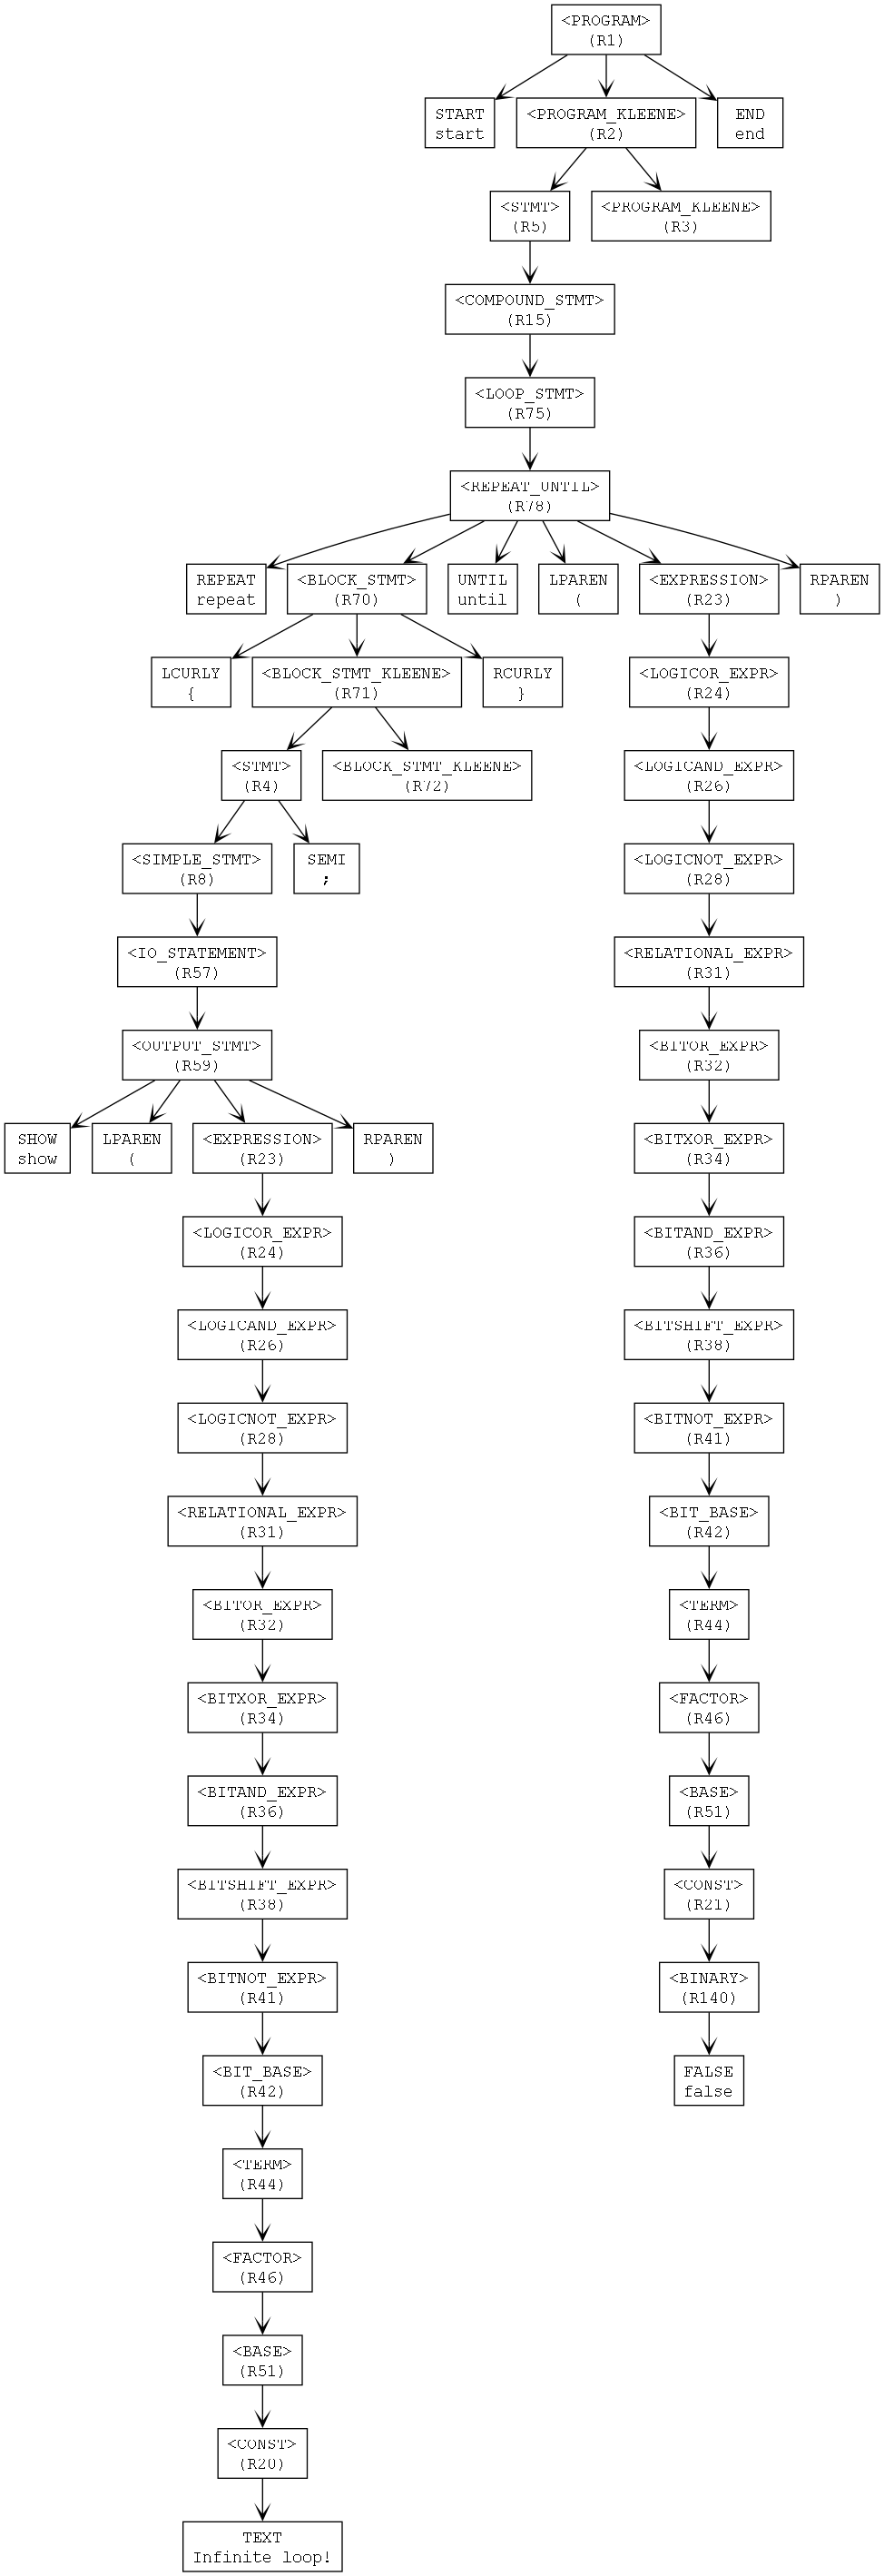 <PROGRAM>
(R1)
START
start
<PROGRAM_KLEENE>
(R2)
END
end
<STMT>
(R5)
<PROGRAM_KLEENE>
(R3)
<COMPOUND_STMT>
(R15)
<LOOP_STMT>
(R75)
<REPEAT_UNTIL>
(R78)
REPEAT
repeat
<BLOCK_STMT>
(R70)
UNTIL
until
LPAREN
(
<EXPRESSION>
(R23)
RPAREN
)
LCURLY
{
<BLOCK_STMT_KLEENE>
(R71)
RCURLY
}
<LOGICOR_EXPR>
(R24)
<STMT>
(R4)
<BLOCK_STMT_KLEENE>
(R72)
<LOGICAND_EXPR>
(R26)
<SIMPLE_STMT>
(R8)
SEMI
;
<LOGICNOT_EXPR>
(R28)
<IO_STATEMENT>
(R57)
<RELATIONAL_EXPR>
(R31)
<OUTPUT_STMT>
(R59)
<BITOR_EXPR>
(R32)
SHOW
show
LPAREN
(
<EXPRESSION>
(R23)
RPAREN
)
<BITXOR_EXPR>
(R34)
<LOGICOR_EXPR>
(R24)
<BITAND_EXPR>
(R36)
<LOGICAND_EXPR>
(R26)
<BITSHIFT_EXPR>
(R38)
<LOGICNOT_EXPR>
(R28)
<BITNOT_EXPR>
(R41)
<RELATIONAL_EXPR>
(R31)
<BIT_BASE>
(R42)
<BITOR_EXPR>
(R32)
<TERM>
(R44)
<BITXOR_EXPR>
(R34)
<FACTOR>
(R46)
<BITAND_EXPR>
(R36)
<BASE>
(R51)
<BITSHIFT_EXPR>
(R38)
<CONST>
(R21)
<BITNOT_EXPR>
(R41)
<BINARY>
(R140)
<BIT_BASE>
(R42)
FALSE
false
<TERM>
(R44)
<FACTOR>
(R46)
<BASE>
(R51)
<CONST>
(R20)
TEXT
Infinite loop!